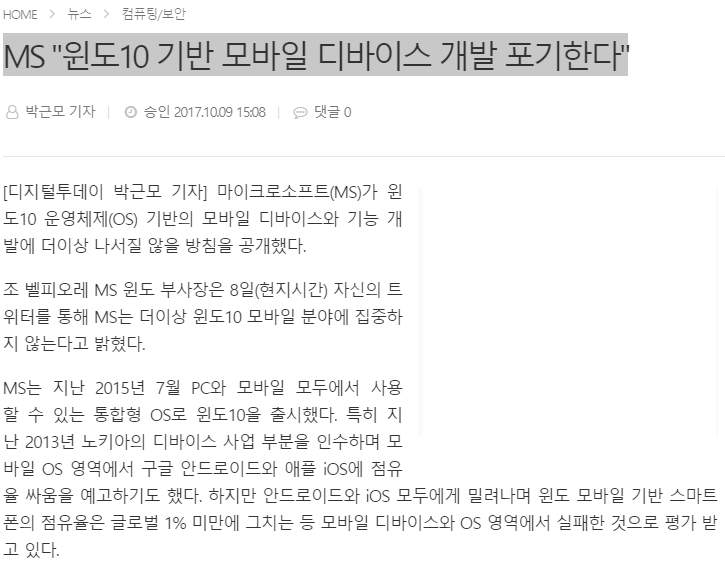 HOME > 뉴스 > 컴퓨팅/보안
MS "윈도10 기반 모바일 디바이스 개발 포기한다"
박근모 기자 | 승인 2017.10.09 15:08 | 댓글 0
[디지털투데이 박근모 기자] 마이크로소프트(MS)가 윈
도10 운영체제(OS) 기반의 모바일 디바이스와 기능 개
발에 더이상 나서질 않을 방침을 공개했다.
조 벨피오레 MS 윈도 부사장은 8일(현지시간) 자신의 트
위터를 통해 MS는 더이상 윈도10 모바일 분야에 집중하
지 않는다고 밝혔다.
MS는 지난 2015년 7월 PC와 모바일 모두에서 사용
할 수 있는 통합형 OS로 윈도10을 출시했다. 특히 지
난 2013년 노키아의 디바이스 사업 부분을 인수하며 모
바일 OS 영역에서 구글 안드로이드와 애플 iOS에 점유
율 싸움을 예고하기도 했다. 하지만 안드로이드와 iOS 모두에게 밀려나며 윈도 모바일 기반 스마트
폰의 점유율은 글로벌 1% 미만에 그치는 등 모바일 디바이스와 OS 영역에서 실패한 것으로 평가 받
고 있다.